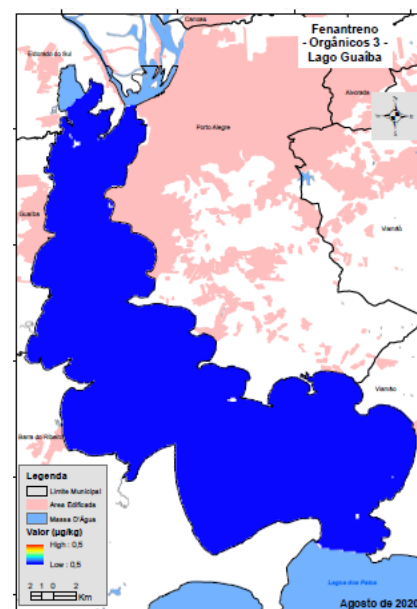 Fenantreno
- Orgânicos 3 -
Lago Guaíba
Canoas
Eldorado do Sul
Alvorada
Porto Alegre
Guaíba
Viamão
Viamão
Barra do Ribeiro
Legenda
Limite Municipal
Área Edificada
Massa D'Água
Valor (µg/kg)
High : 0,5
Low : 0,5
2 1 0 2
Km
Lagoa dos Patos
Agosto de 2020